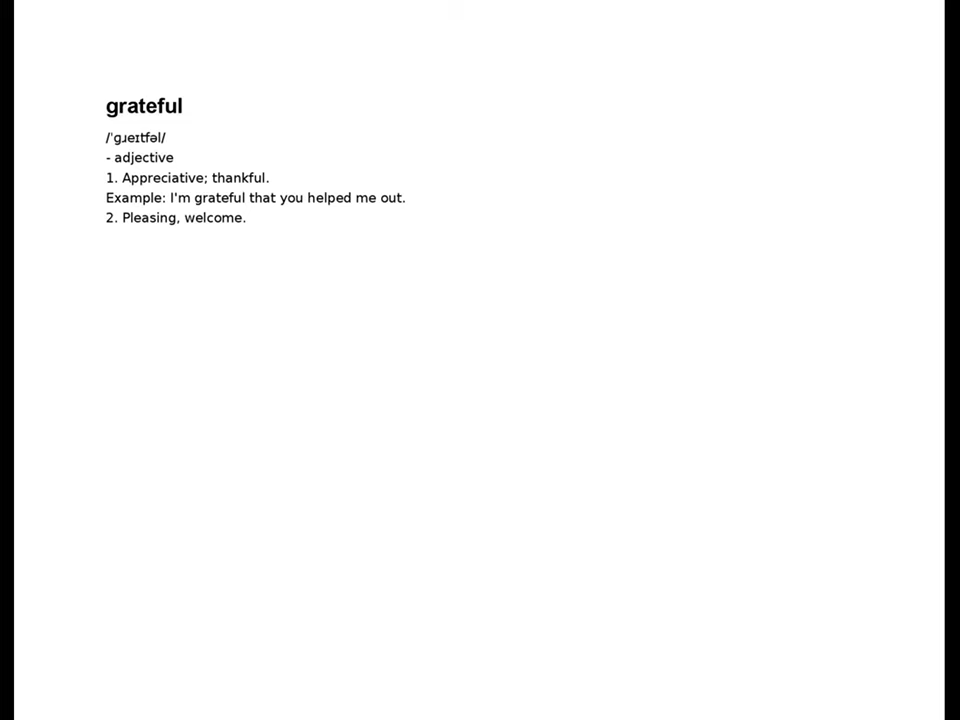 grateful
/ˈɡɹeɪtfəl/
- adjective
1. Appreciative; thankful.
Example: I'm grateful that you helped me out.
2. Pleasing, welcome.